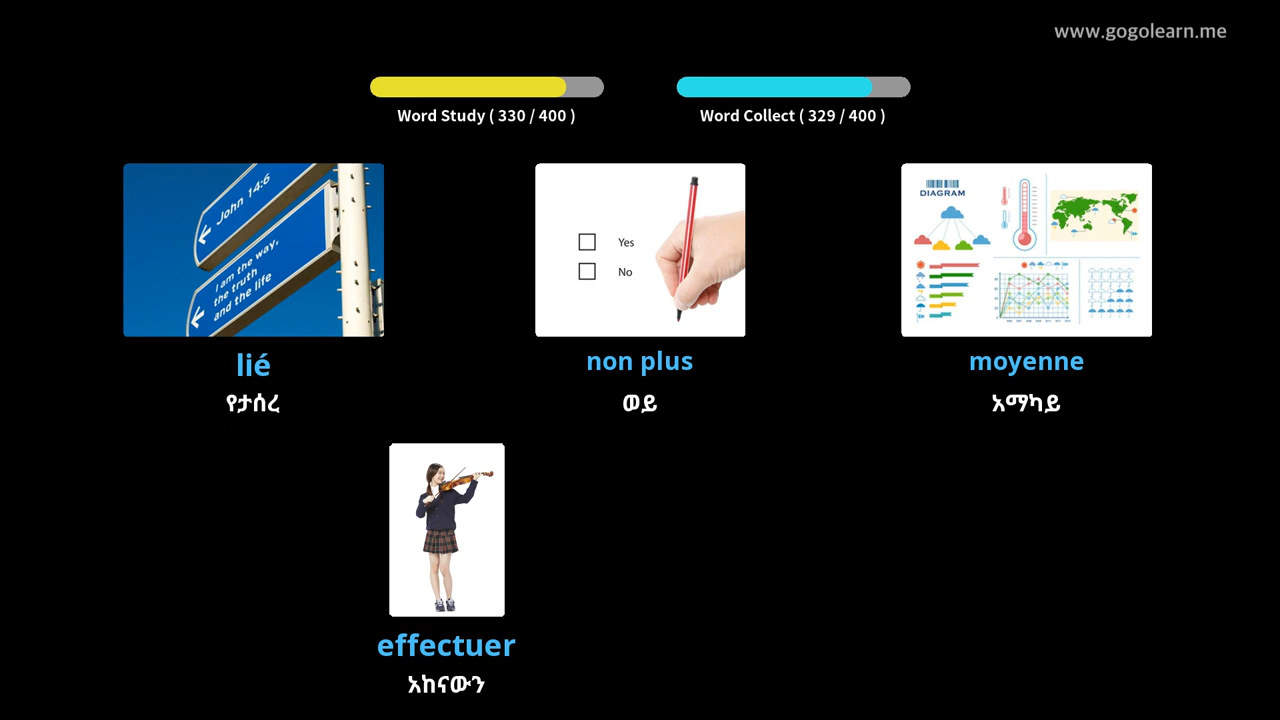 www.gogolearn.me
Word Study ( 330 / 400 )
Word Collect ( 329 / 400 )
John 14:6
I am the way,
the truth
and the life
Yes
No
DIAGRAM
lié
non plus
moyenne
የታሰረ
ወይ
አማካይ
effectuer
አከናውን